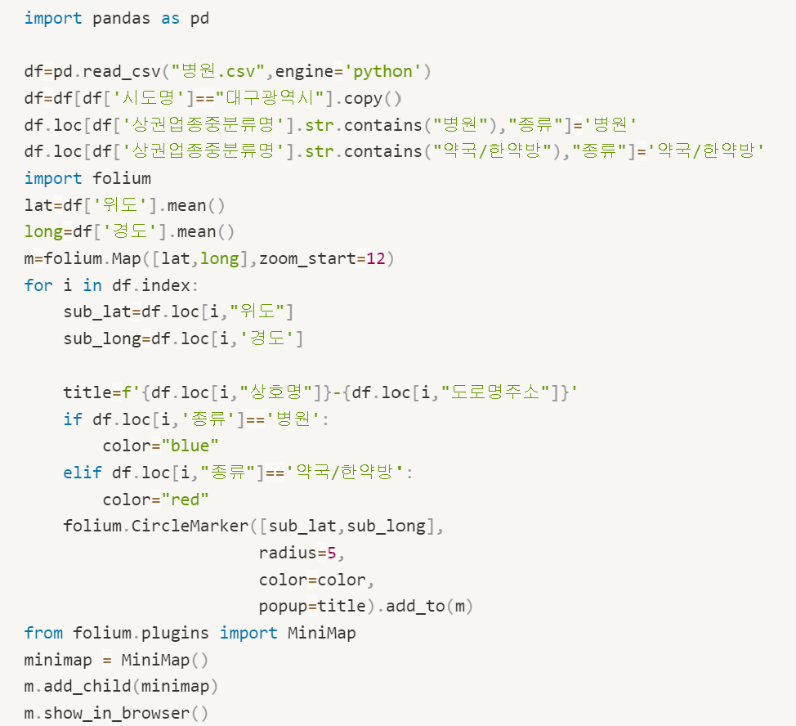 import pandas as pd
df=pd.read_csv("병원.csv",engine='python')
df=df[df['시도명']=="대구광역시"].copy()
df.loc[df['상권업종중분류명'].str.contains("병원"),"종류"]='병원'
df.loc[df['상권업종중분류명'].str.contains("약국/한약방"),"종류"]='약국/한약방'
import folium
lat=df['위도'].mean()
long=df['경도'].mean()
m=folium.Map([lat,long],zoom_start=12)
for i in df.index:
    sub_lat=df.loc[i,"위도"]
    sub_long=df.loc[i,'경도']
    title=f'{df.loc[i,"상호명"]}-{df.loc[i,"도로명주소"]}'
    if df.loc[i,'종류']=='병원':
        color="blue"
    elif df.loc[i,"종류"]=='약국/한약방':
        color="red"
    folium.CircleMarker([sub_lat,sub_long],
                        radius=5,
                        color=color,
                        popup=title).add_to(m)
from folium.plugins import MiniMap
minimap = MiniMap()
m.add_child(minimap)
m.show_in_browser()